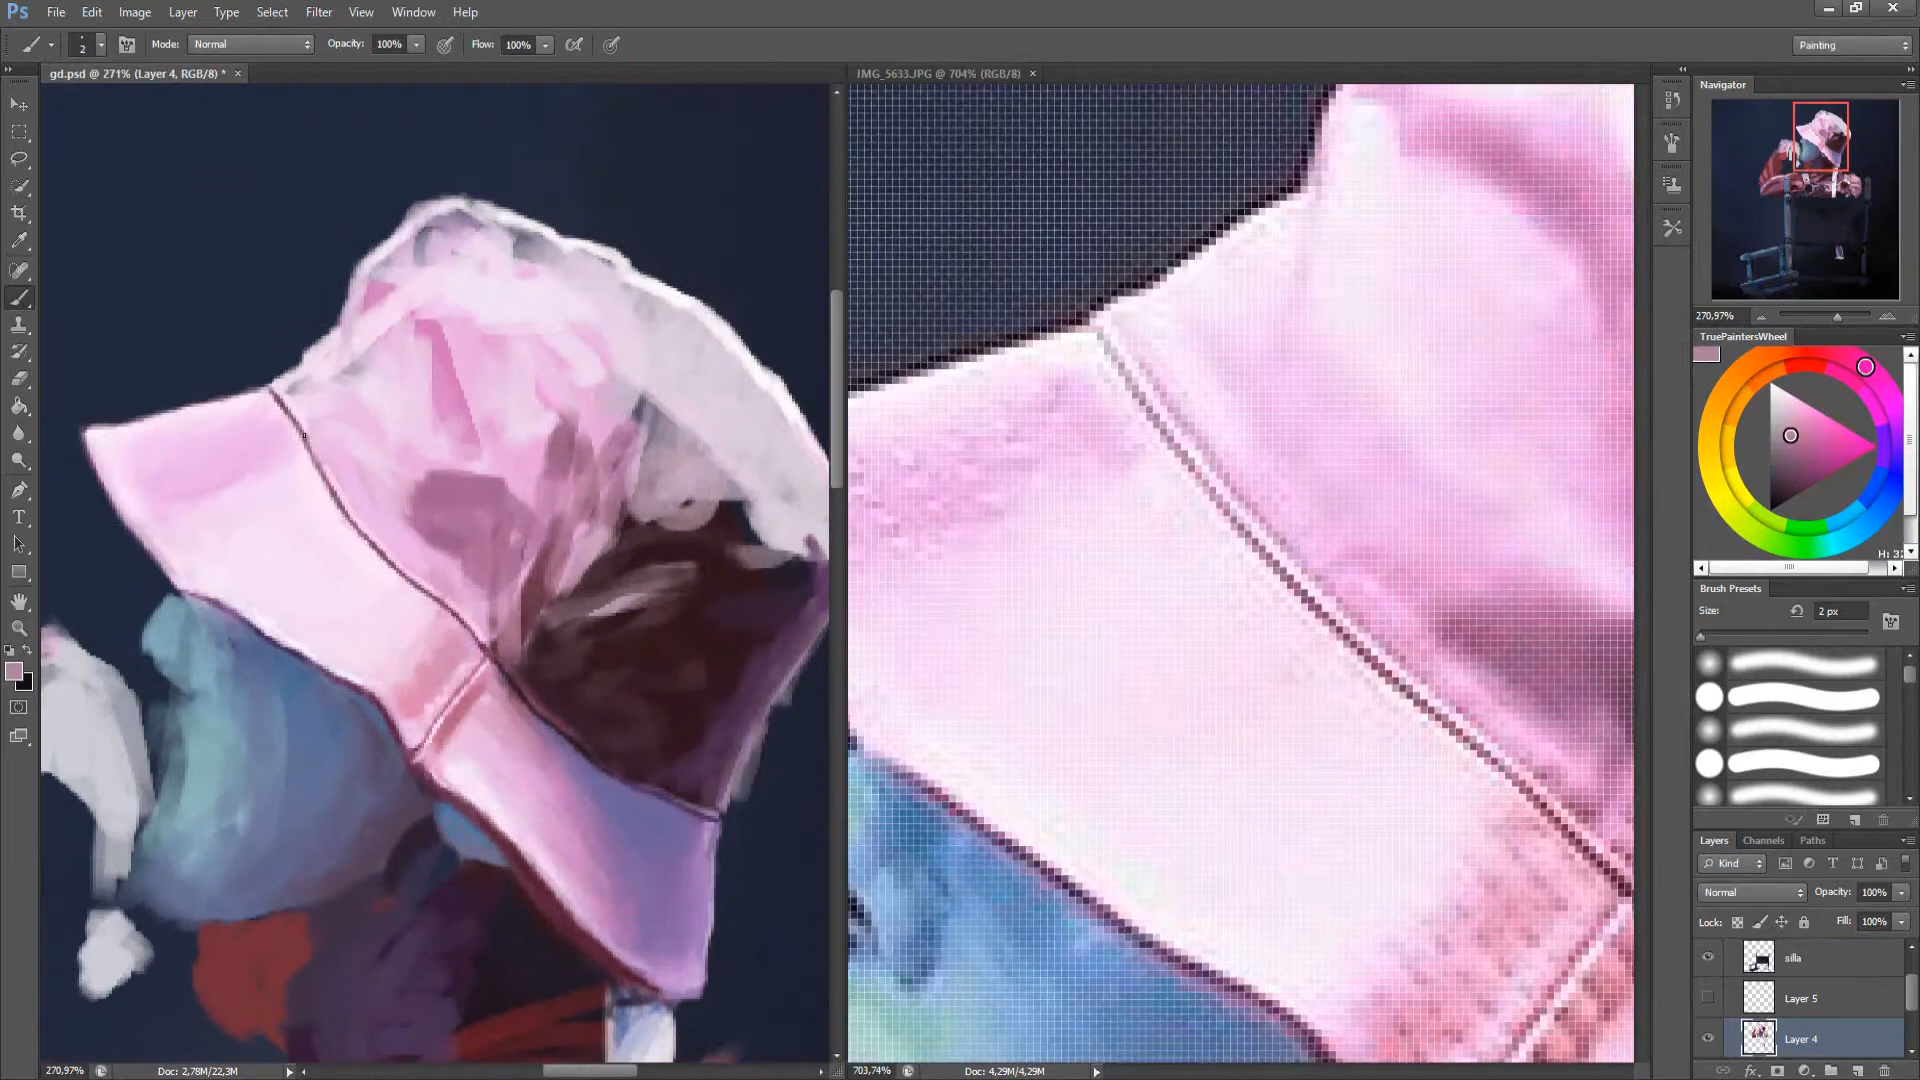 Ps File Edit Image Layer Type Select Filter View Window Help
2 Mode: Normal Opacity: 100% Flow: 100% Painting
gd.psd @ 271% (Layer 4, RGB/8) * × IMG_5633.JPG @ 704% (RGB/8) ×
Navigator
270,97%
TruePaintersWheel
H: 32
Brush Presets
Size: 2 px
Layers Channels Paths
Kind
Normal Opacity: 100%
Lock: Fill: 100%
silla
Layer 5
Layer 4
270,97% Doc: 2,78M/22,3M 703,74% Doc: 4,29M/4,29M